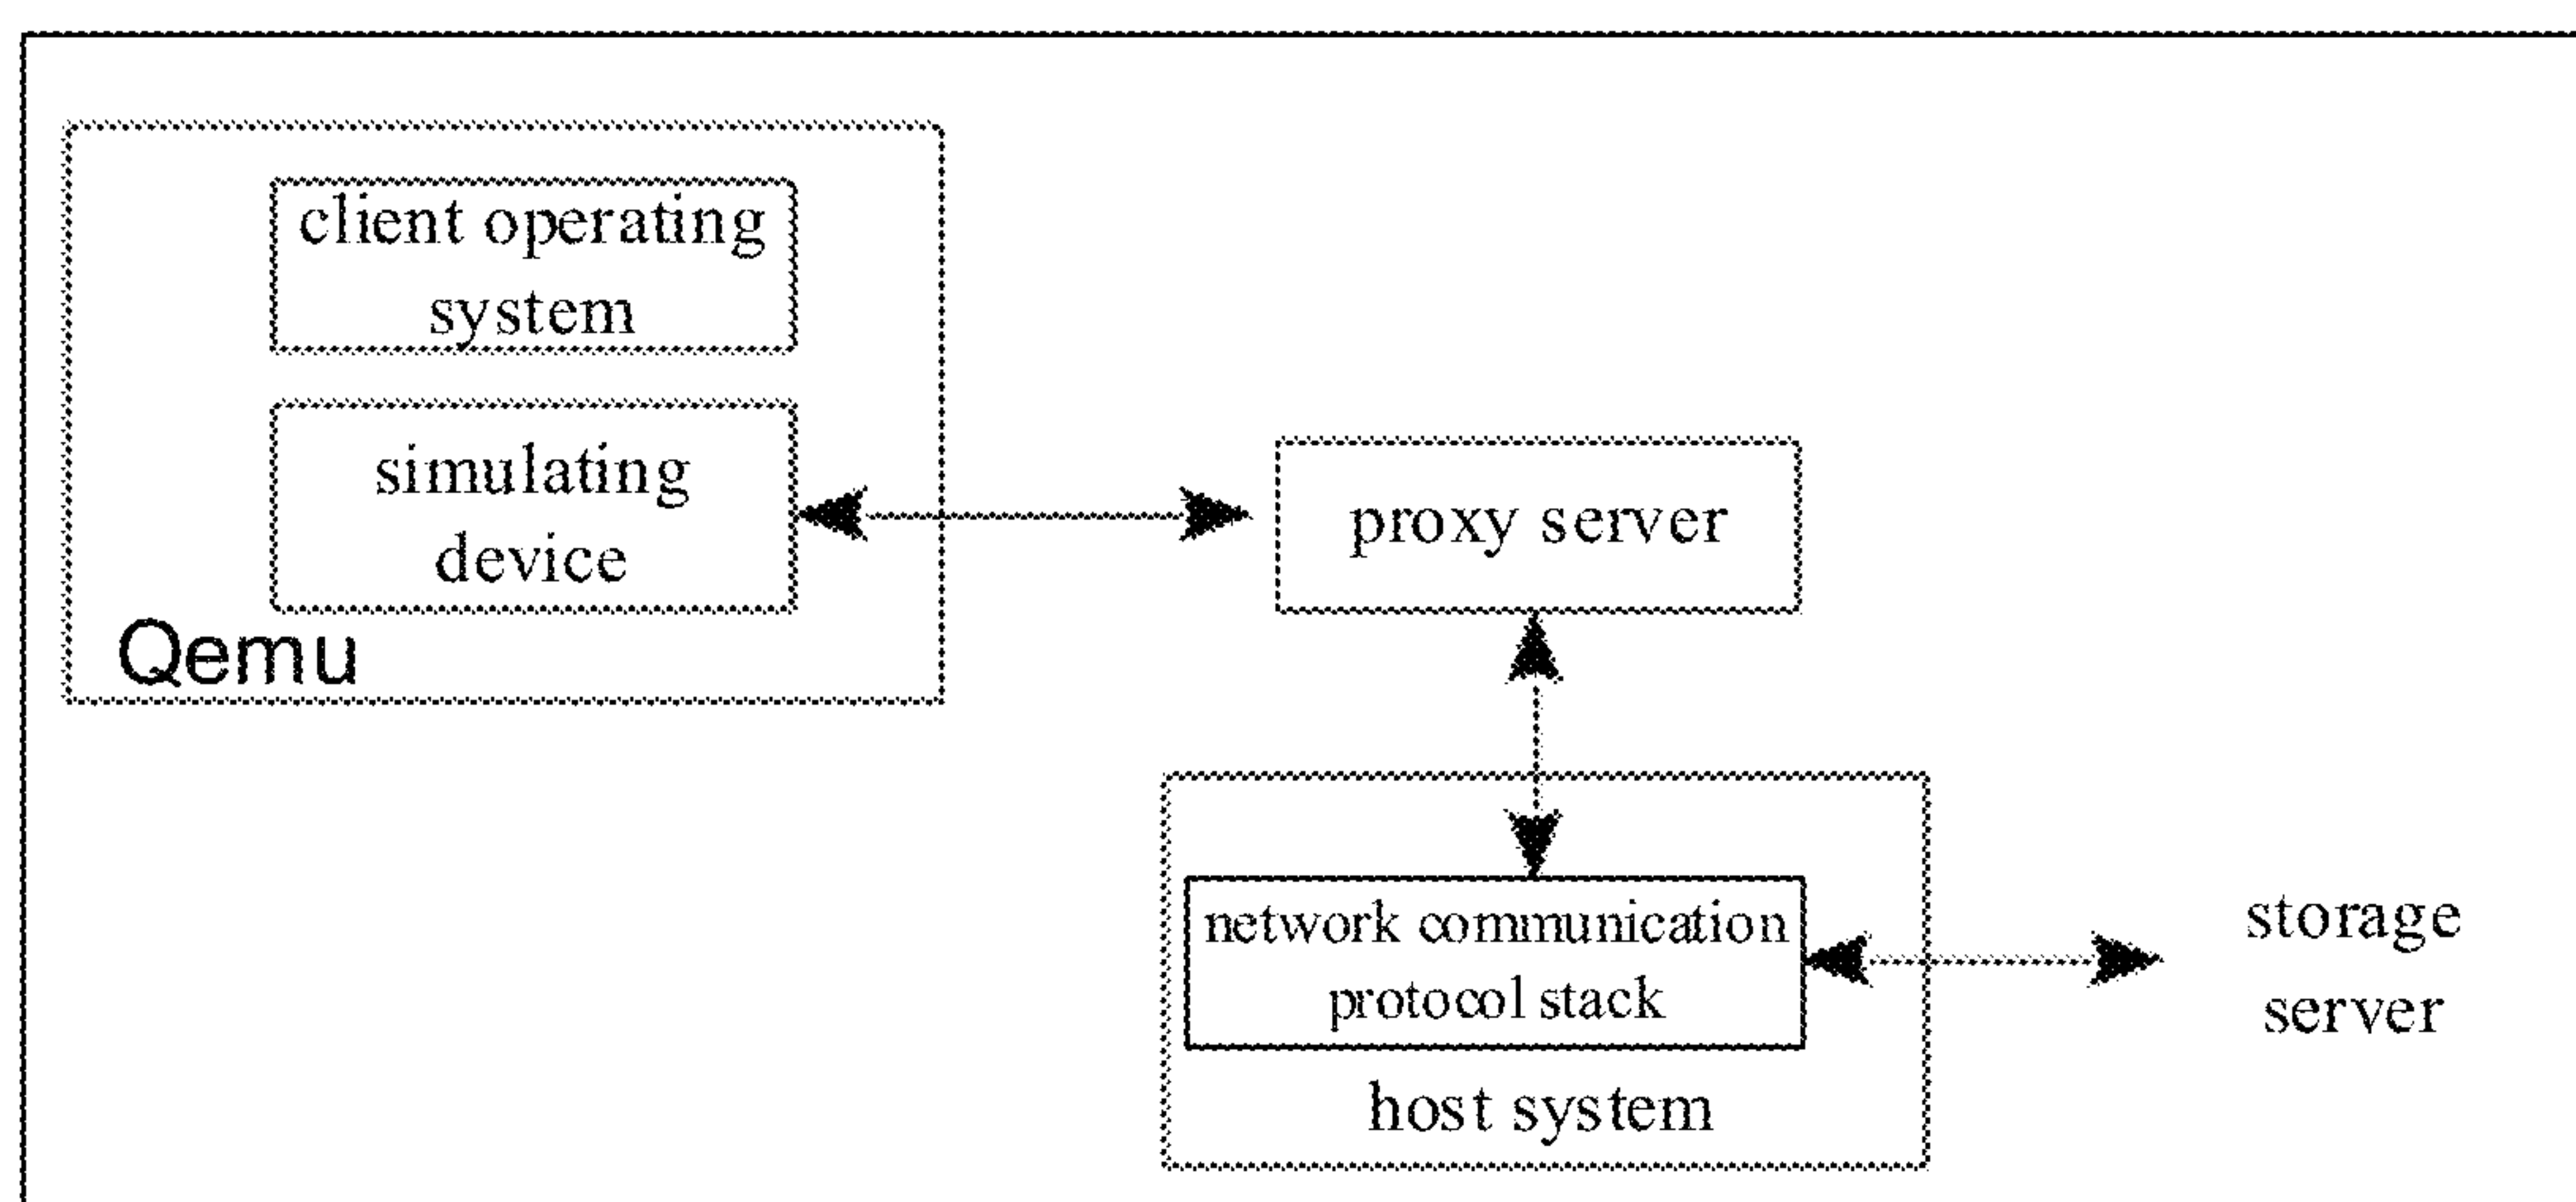 client operating
system
simulating
device
Qemu
proxy server
network communication
protocol stack
host system
storage
server